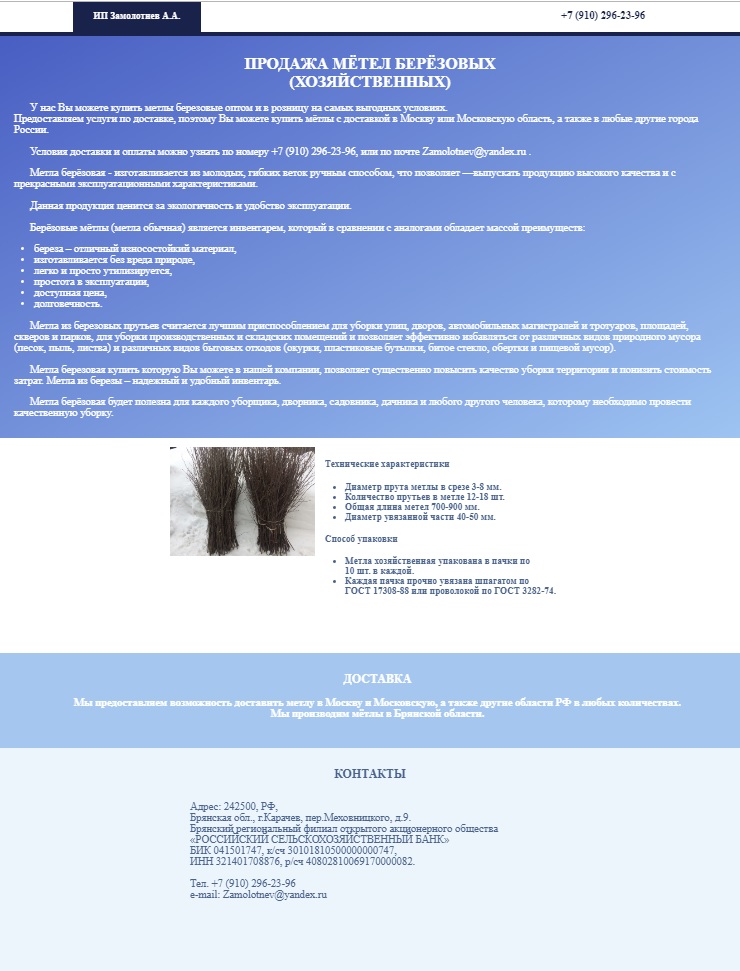 ИП Замолотнев А.А.
+7 (910) 296-23-96
ПРОДАЖА МЁТЕЛ БЕРЁЗОВЫХ
(ХОЗЯЙСТВЕННЫХ)
У нас Вы можете купить метлы березовые оптом и в розницу на самых выгодных условиях.
Предоставляем услуги по доставке, поэтому Вы можете купить мётлы с доставкой в Москву или Московскую область, а также в любые другие города
России.
Условия доставки и оплаты можно узнать по номеру +7 (910) 296-23-96, или по почте Zamolotnev@yandex.ru .
Метла берёзовая - изготавливается из молодых, гибких веток ручным способом, что позволяет —выпускать продукцию высокого качества и с
прекрасными эксплуатационными характеристиками.
Данная продукция ценится за экологичность и удобство эксплуатации.
Берёзовые мётлы (метла обычная) является инвентарем, который в сравнении с аналогами обладает массой преимуществ:
• береза – отличный износостойкий материал,
• изготавливается без вреда природе,
• легко и просто утилизируется,
• простота в эксплуатации,
• доступная цена,
• долговечность.
Метла из березовых прутьев считается лучшим приспособлением для уборки улиц, дворов, автомобильных магистралей и тротуаров, площадей,
скверов и парков, для уборки производственных и складских помещений и позволяет эффективно избавляться от различных видов природного мусора
(песок, пыль, листва) и различных видов бытовых отходов (окурки, пластиковые бутылки, битое стекло, обертки и пищевой мусор).
Метла березовая купить которую Вы можете в нашей компании, позволяет существенно повысить качество уборки территории и понизить стоимость
затрат. Метла из березы – надежный и удобный инвентарь.
Метла берёзовая будет полезна для каждого уборщика, дворника, садовника, дачника и любого другого человека, которому необходимо провести
качественную уборку.
Технические характеристики
• Диаметр прута метлы в срезе 3-8 мм.
• Количество прутьев в метле 12-18 шт.
• Общая длина метел 700-900 мм.
• Диаметр увязанной части 40-50 мм.
Способ упаковки
• Метла хозяйственная упакована в пачки по
10 шт. в каждой.
• Каждая пачка прочно увязана шпагатом по
ГОСТ 17308-88 или проволокой по ГОСТ 3282-74.
ДОСТАВКА
Мы предоставляем возможность доставить метлу в Москву и Московскую, а также другие области РФ в любых количествах.
Мы производим мётлы в Брянской области.
КОНТАКТЫ
Адрес: 242500, РФ,
Брянская обл., г.Карачев, пер.Меховницкого, д.9.
Брянский региональный филиал открытого акционерного общества
«РОССИЙСКИЙ СЕЛЬСКОХОЗЯЙСТВЕННЫЙ БАНК»
БИК 041501747, к/сч 30101810500000000747,
ИНН 321401708876, р/сч 40802810069170000082.
Тел. +7 (910) 296-23-96
e-mail: Zamolotnev@yandex.ru